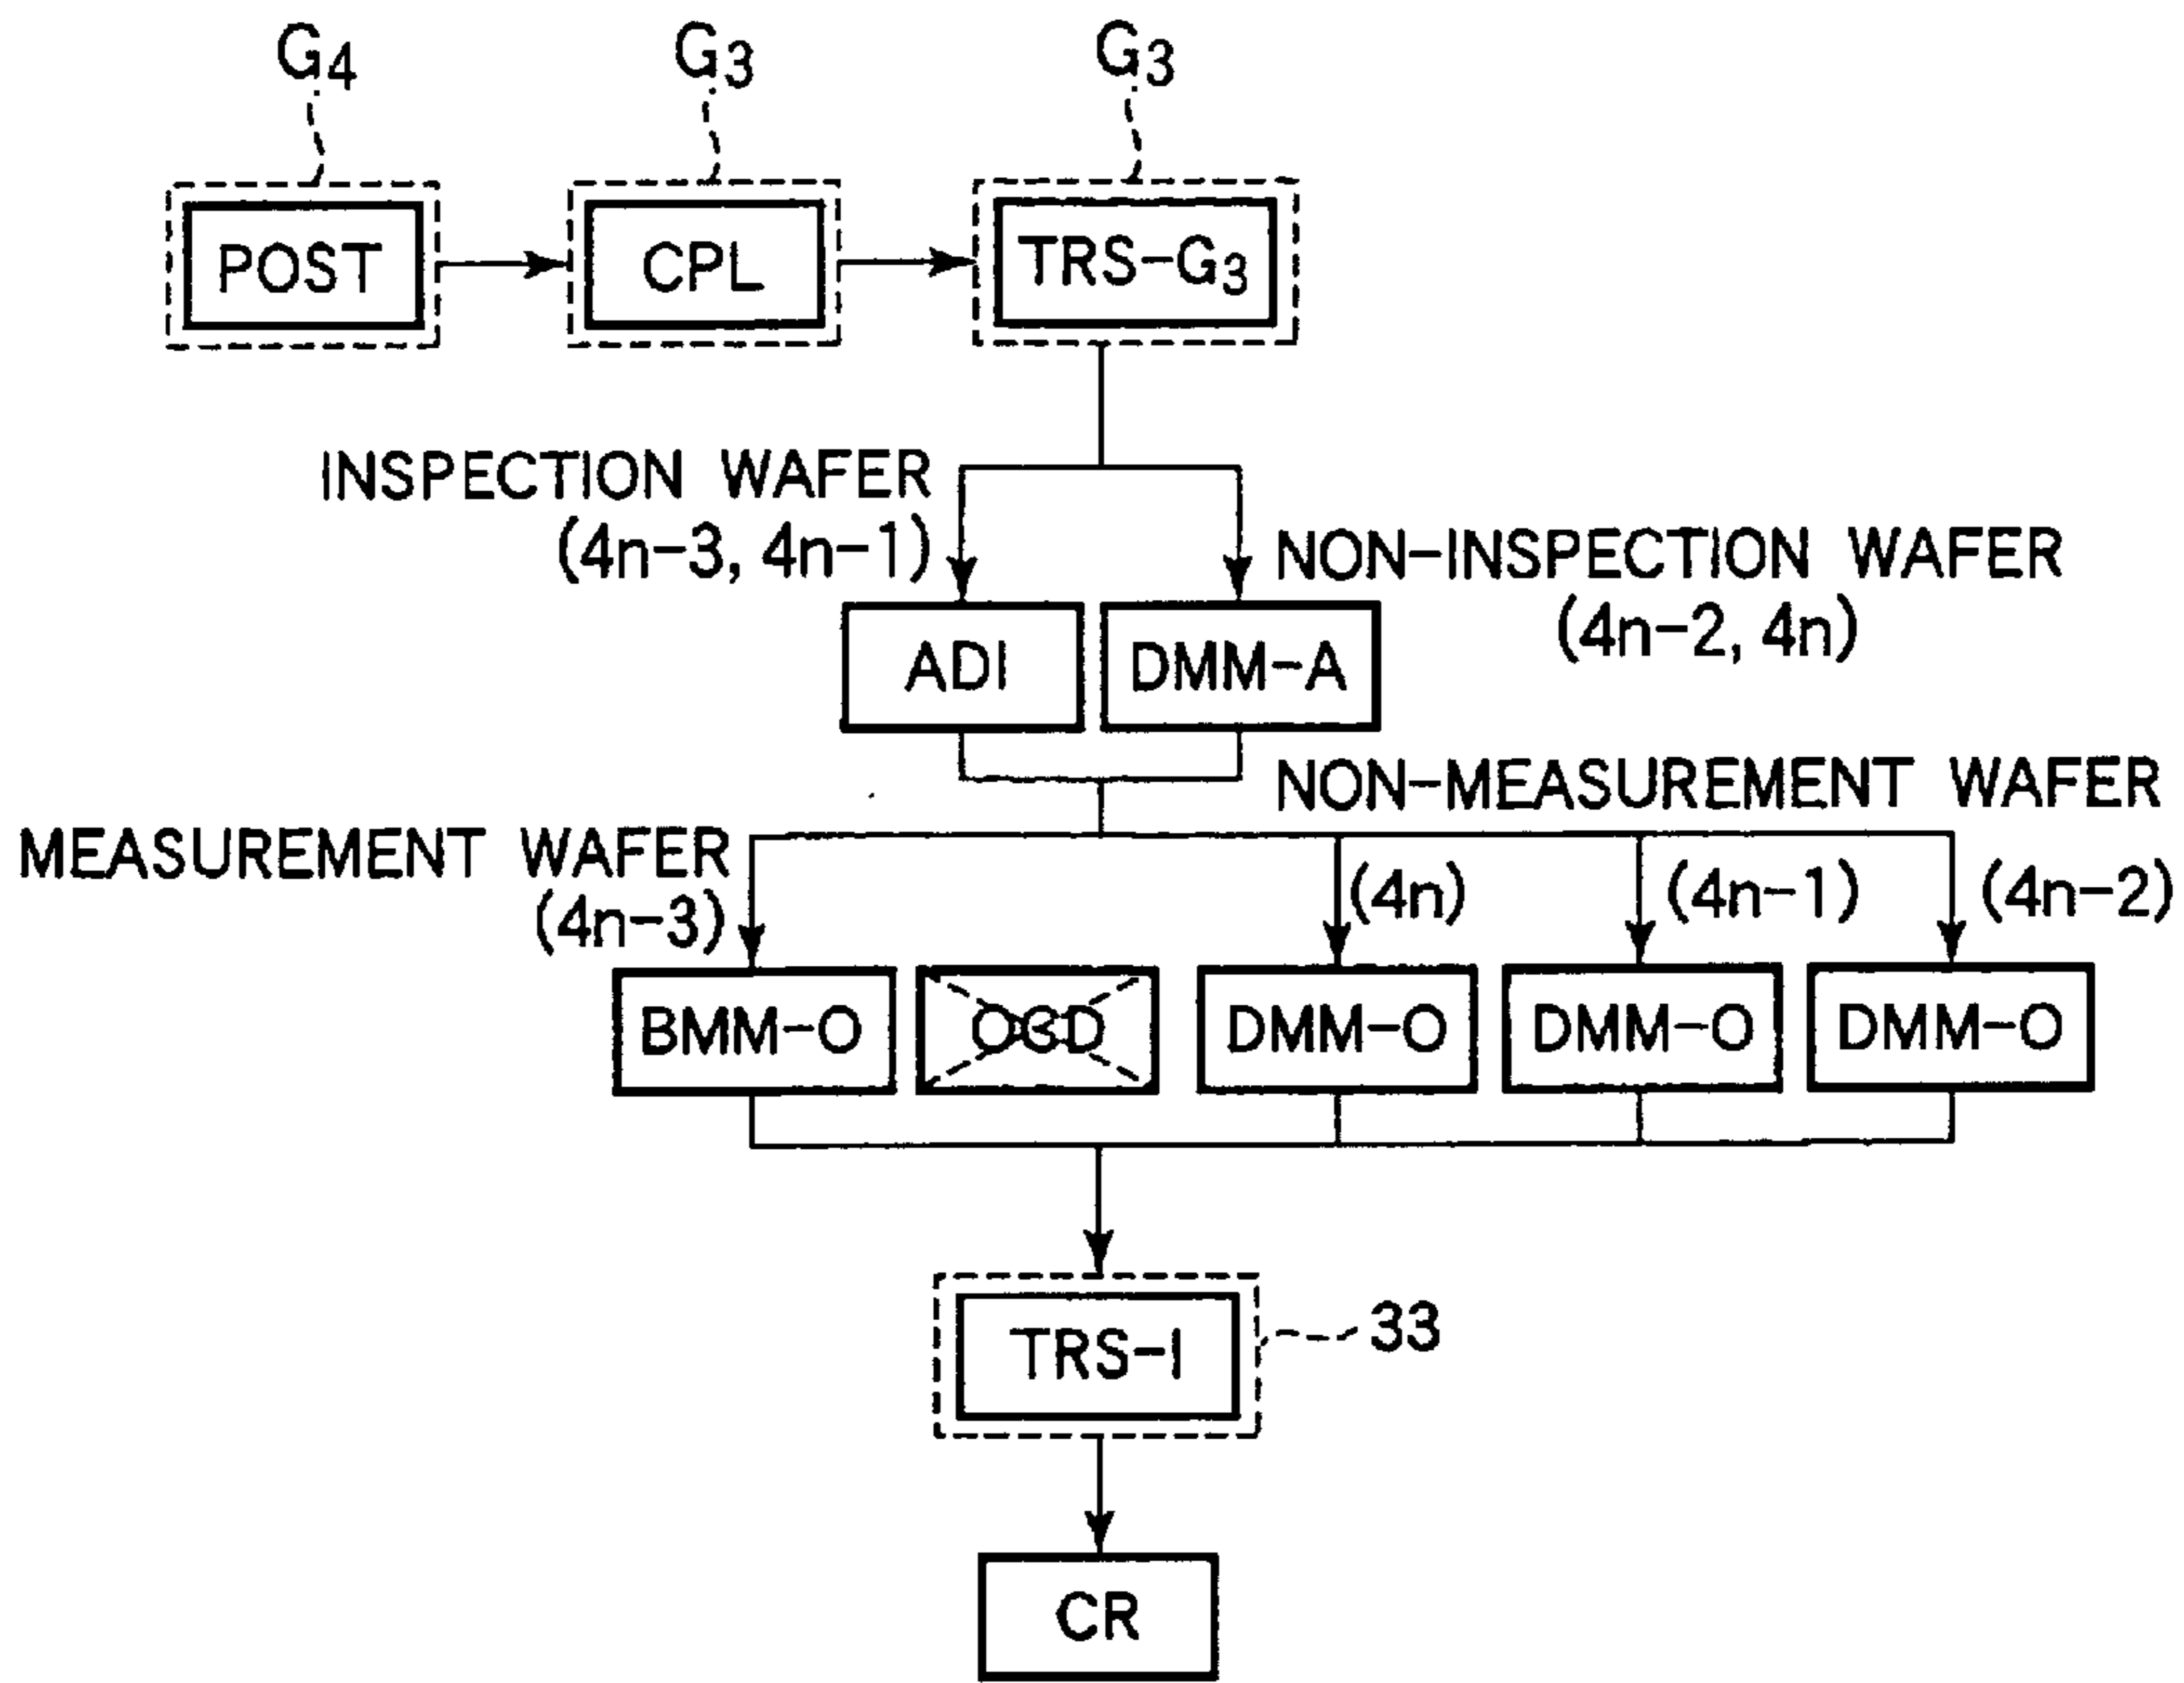 G4 G3 G3
POST CPL TRS-G3
INSPECTION WAFER
(4n-3, 4n-1)
NON-INSPECTION WAFER
(4n-2, 4n)
ADI DMM-A
NON-MEASUREMENT WAFER
MEASUREMENT WAFER
(4n-3)
(4n) (4n-1) (4n-2)
BMM-O OCD DMM-O DMM-O DMM-O
TRS-I 33
CR